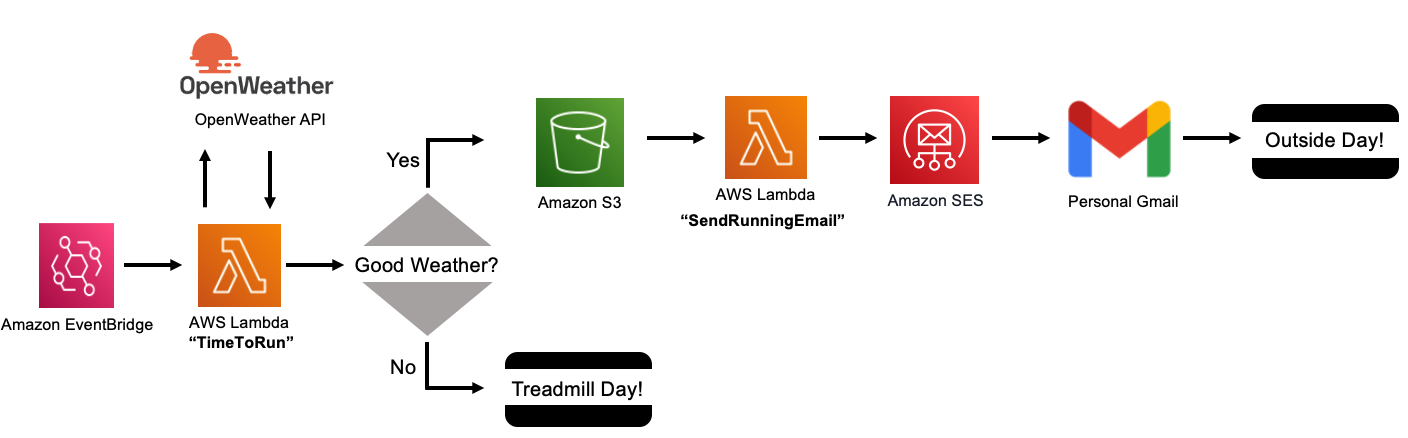 OpenWeather
OpenWeather API
Amazon EventBridge
AWS Lambda
“TimeToRun”
Good Weather?
Yes
Amazon S3
AWS Lambda
“SendRunningEmail”
Amazon SES
Personal Gmail
Outside Day!
No
Treadmill Day!